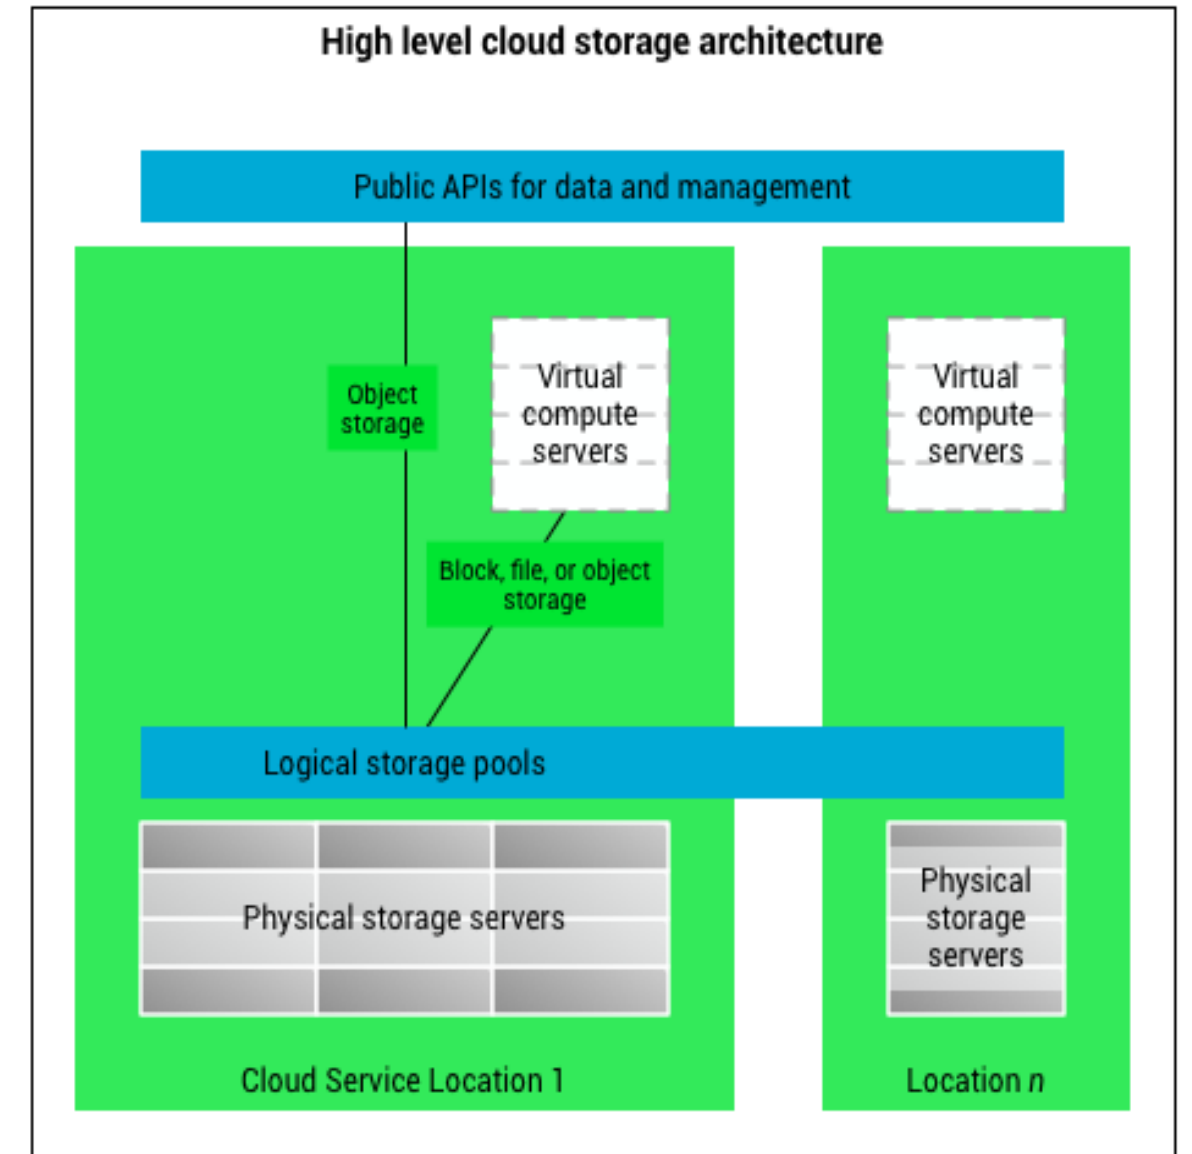 High level cloud storage architecture
Public APIs for data and management
Object
storage
Virtual
compute
servers
Virtual
compute
servers
Block, file, or object
storage
Logical storage pools
Physical storage servers
Physical
storage
servers
Cloud Service Location 1
Location n